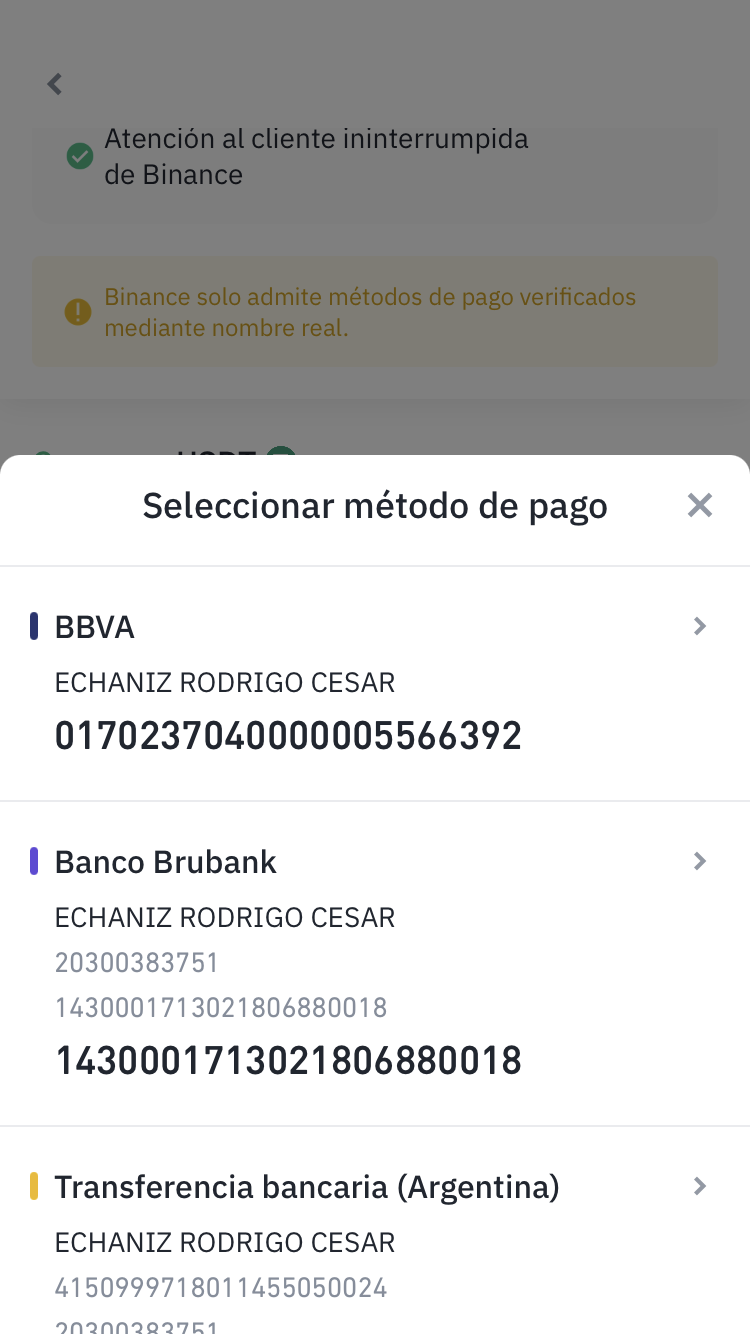 Atención al cliente ininterrumpida
de Binance
Binance solo admite métodos de pago verificados
mediante nombre real.
Seleccionar método de pago
BBVA
ECHANIZ RODRIGO CESAR
0170237040000005566392
Banco Brubank
ECHANIZ RODRIGO CESAR
20300383751
1430001713021806880018
1430001713021806880018
Transferencia bancaria (Argentina)
ECHANIZ RODRIGO CESAR
4150999718011455050024
20300383751